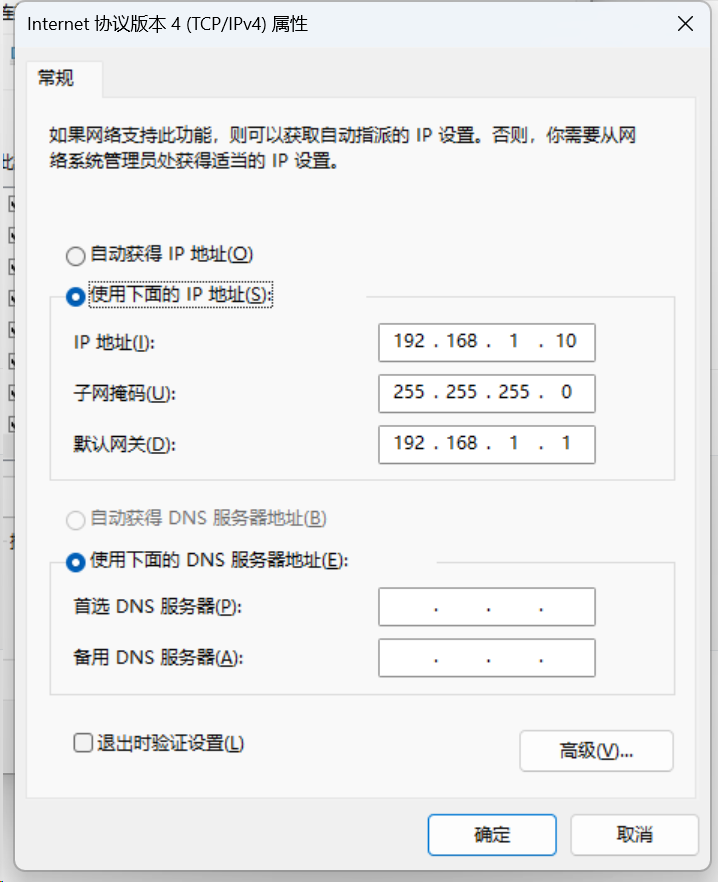 Internet 协议版本 4 (TCP/IPv4) 属性
常规
如果网络支持此功能，则可以获取自动指派的 IP 设置。否则，你需要从网
络系统管理员处获得适当的 IP 设置。
自动获得 IP 地址(O)
使用下面的 IP 地址(S):
IP 地址(I): 192 . 168 . 1 . 10
子网掩码(U): 255 . 255 . 255 . 0
默认网关(D): 192 . 168 . 1 . 1
自动获得 DNS 服务器地址(B)
使用下面的 DNS 服务器地址(E):
首选 DNS 服务器(P): . . .
备用 DNS 服务器(A): . . .
退出时验证设置(L)
高级(V)...
确定 取消